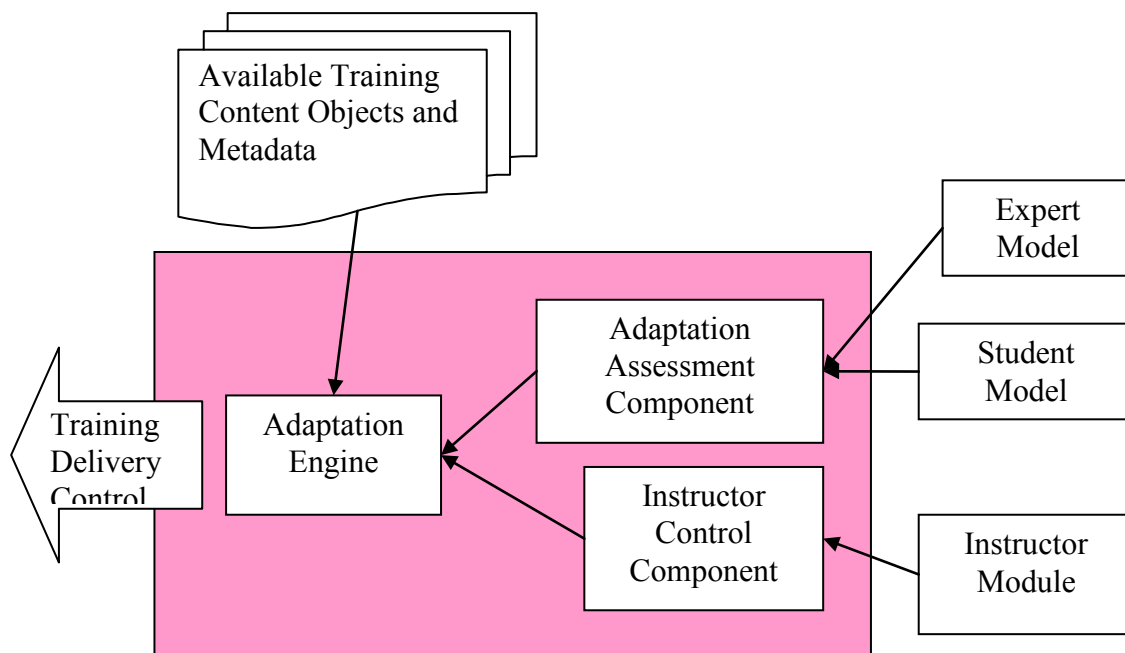 Available Training
Content Objects and
Metadata
Expert
Model
Adaptation
Assessment
Component
Student
Model
Training
Delivery
Control
Adaptation
Engine
Instructor
Control
Component
Instructor
Module